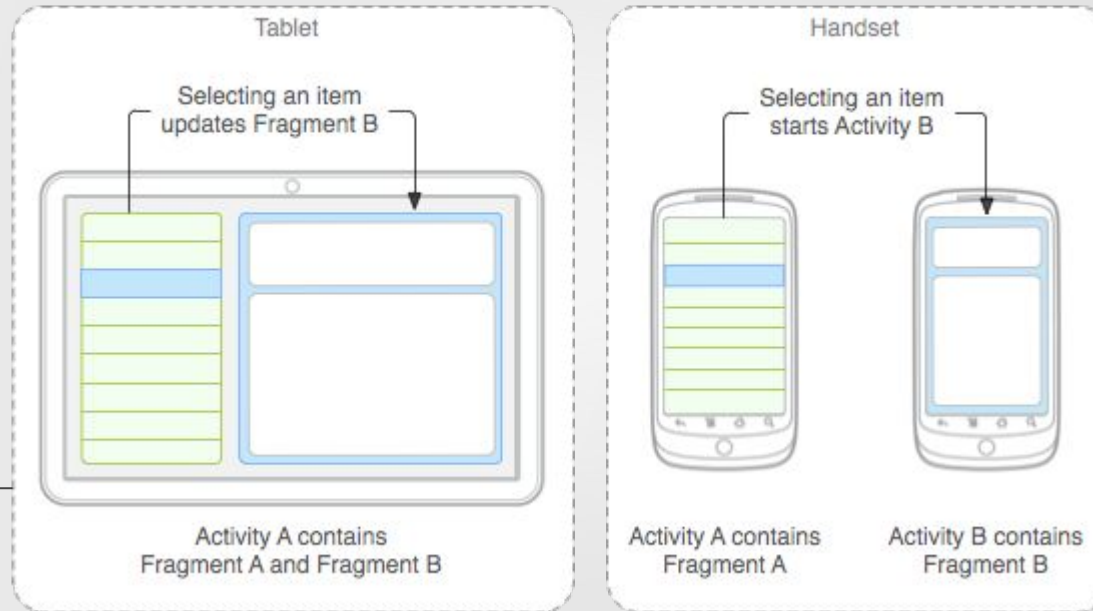 Tablet
Selecting an item
updates Fragment B
Activity A contains
Fragment A and Fragment B
Handset
Selecting an item
starts Activity B
Activity A contains
Fragment A
Activity B contains
Fragment B